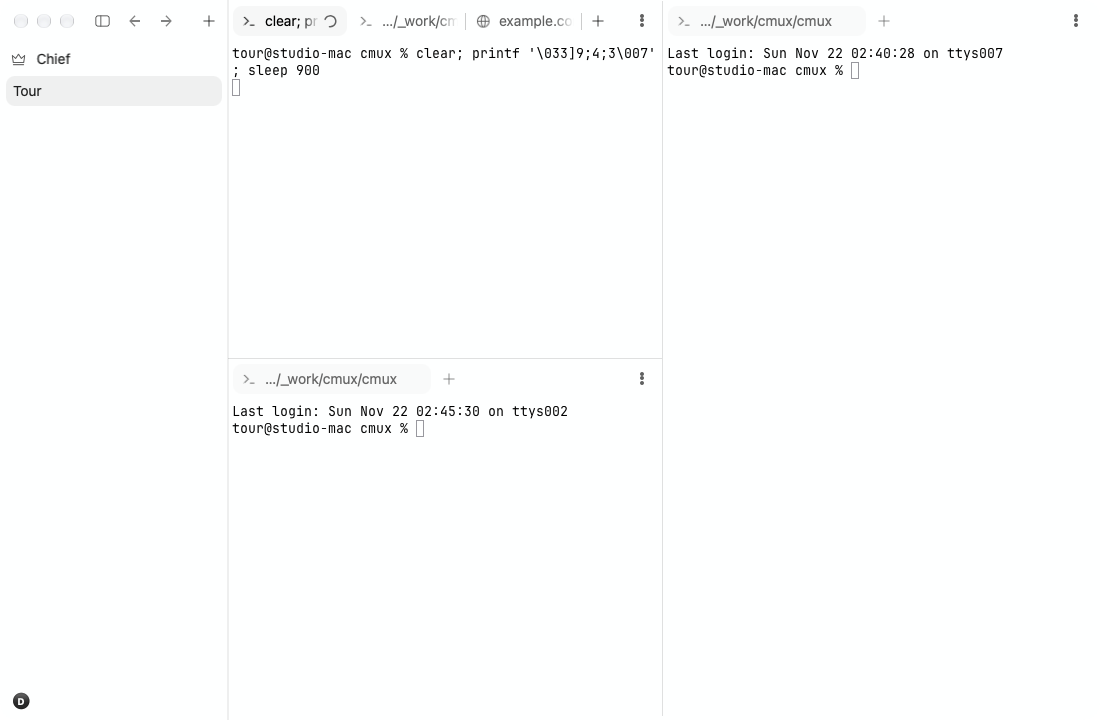 Chief
Tour
D
clear; pr
.../_work/cm
example.co
tour@studio-mac cmux % clear; printf '\033]9;4;3\007'
; sleep 900
.../_work/cmux/cmux
Last login: Sun Nov 22 02:45:30 on ttys002
tour@studio-mac cmux %
.../_work/cmux/cmux
Last login: Sun Nov 22 02:40:28 on ttys007
tour@studio-mac cmux %